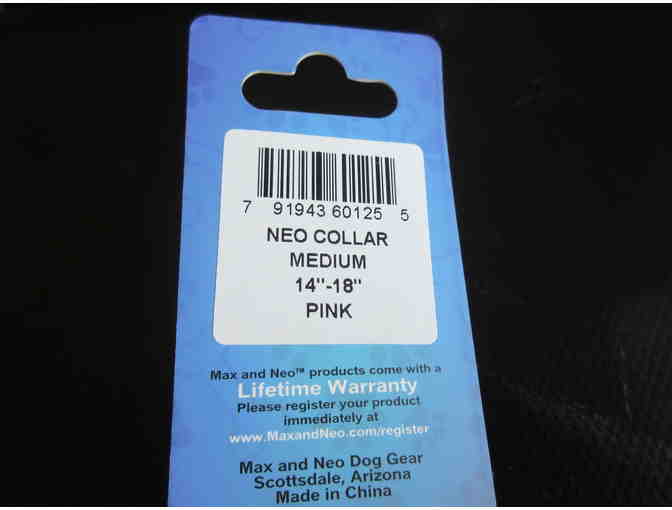 7 91943 60125 5
NEO COLLAR
MEDIUM
14"-18"
PINK
Max and Neo™ products come with a
Lifetime Warranty
Please register your product
immediately at
www.MaxandNeo.com/register
Max and Neo Dog Gear
Scottsdale, Arizona
Made in China